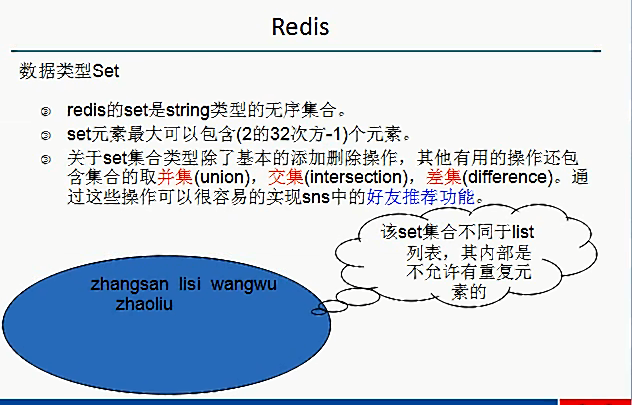 Redis
数据类型Set
② redis的set是string类型的无序集合。
② set元素最大可以包含(2的32次方-1)个元素。
② 关于set集合类型除了基本的添加删除操作，其他有用的操作还包
含集合的取并集(union)，交集(intersection)，差集(difference)。通
过这些操作可以很容易的实现sns中的好友推荐功能。
该set集合不同于list
列表，其内部是
不允许有重复元
素的
zhangsan lisi wangwu
zhaoliu